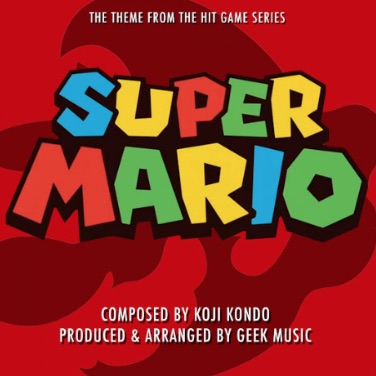 THE THEME FROM THE HIT GAME SERIES
SUPER
MARIO
COMPOSED BY KOJI KONDO
PRODUCED & ARRANGED BY GEEK MUSIC